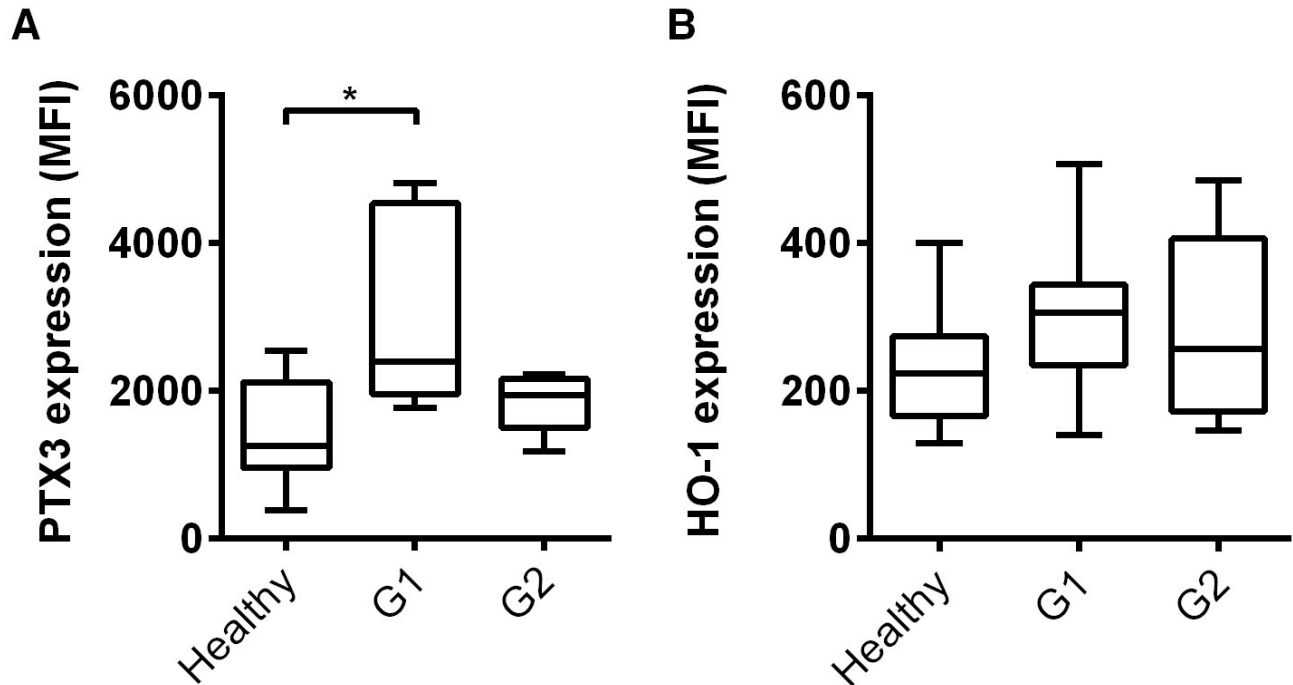 A
PTX3 expression (MFI)
6000
4000
2000
0
*
Healthy
G1
G2
B
HO-1 expression (MFI)
600
400
200
0
Healthy
G1
G2